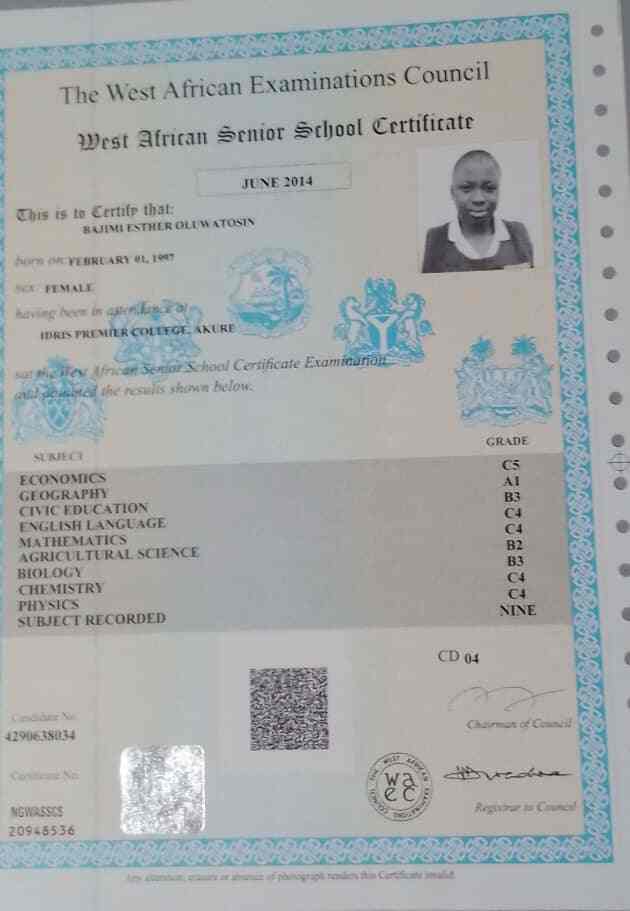 The West African Examinations Council
West African Senior School Certificate
JUNE 2014
This is to Certify that:
BAJIMI ESTHER OLUWATOSIN
born on: FEBRUARY 01, 1997
sex FEMALE
having been in attendance at
IDRIS PREMIER COLLEGE, AKURE
sat the West African Senior School Certificate Examination
and obtained the results shown below.
SUBJECT GRADE
ECONOMICS C5
GEOGRAPHY A1
CIVIC EDUCATION B3
ENGLISH LANGUAGE C4
MATHEMATICS C4
AGRICULTURAL SCIENCE B2
BIOLOGY B3
CHEMISTRY C4
PHYSICS C4
SUBJECT RECORDED NINE
CD 04
Candidate No.
4290638034
Chairman of Council
Certificate No.
NGWASSCS
20948536
THE WEST AFRICAN EXAMINATIONS COUNCIL
wa
ec
Registrar to Council
Any alteration, erasure or absence of photograph renders this Certificate invalid.